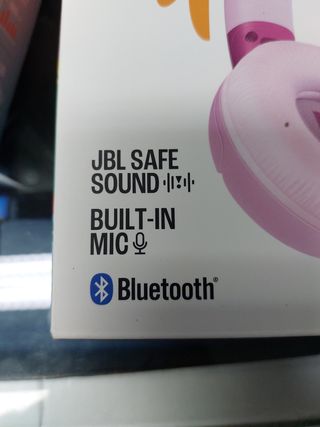 JBL SAFE
SOUND
BUILT-IN
MIC
Bluetooth®